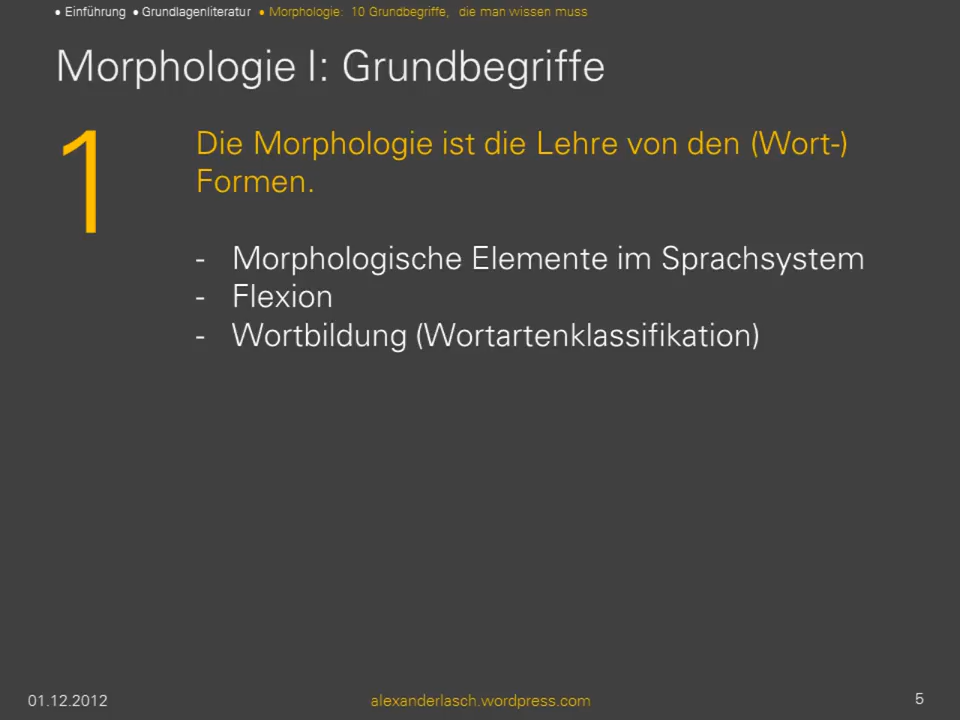 • Einführung • Grundlagenliteratur • Morphologie: 10 Grundbegriffe, die man wissen muss
Morphologie I: Grundbegriffe
1
Die Morphologie ist die Lehre von den (Wort-)
Formen.
- Morphologische Elemente im Sprachsystem
- Flexion
- Wortbildung (Wortartenklassifikation)
01.12.2012
alexanderlasch.wordpress.com
5